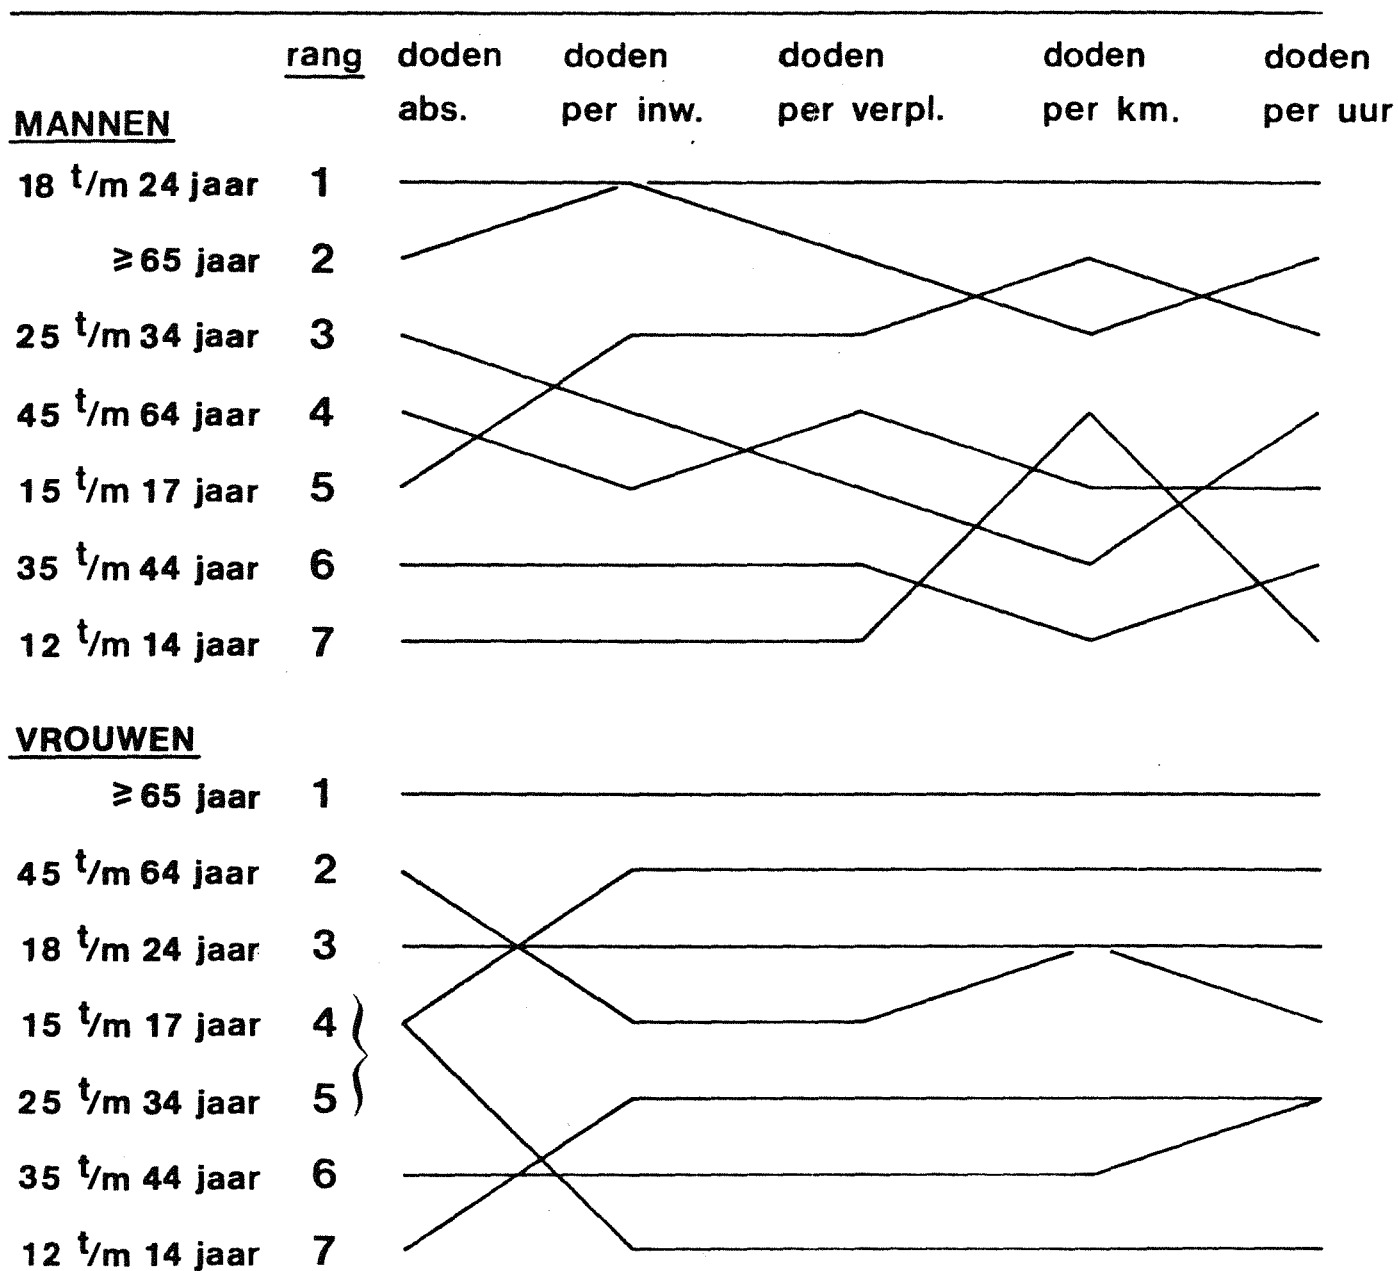 rang doden doden doden doden doden
abs. per inw. per verpl. per km. per uur
MANNEN
18 t/m 24 jaar 1
≥65 jaar 2
25 t/m 34 jaar 3
45 t/m 64 jaar 4
15 t/m 17 jaar 5
35 t/m 44 jaar 6
12 t/m 14 jaar 7
VROUWEN
≥65 jaar 1
45 t/m 64 jaar 2
18 t/m 24 jaar 3
15 t/m 17 jaar 4
25 t/m 34 jaar 5
35 t/m 44 jaar 6
12 t/m 14 jaar 7